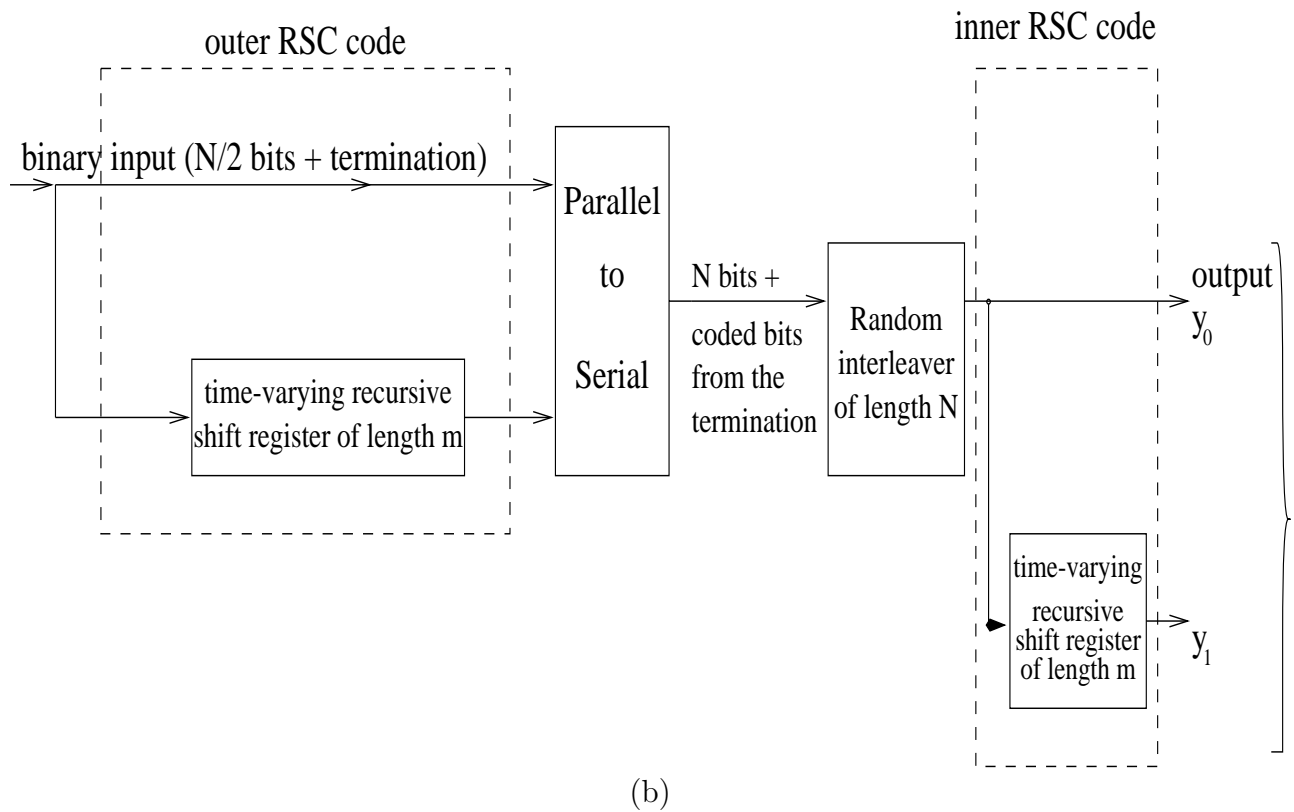 outer RSC code
inner RSC code
binary input (N/2 bits + termination)
Parallel
to
Serial
time-varying recursive
shift register of length m
N bits +
coded bits
from the
termination
Random
interleaver
of length N
output
y0
time-varying
recursive
shift register
of length m
y1
(b)